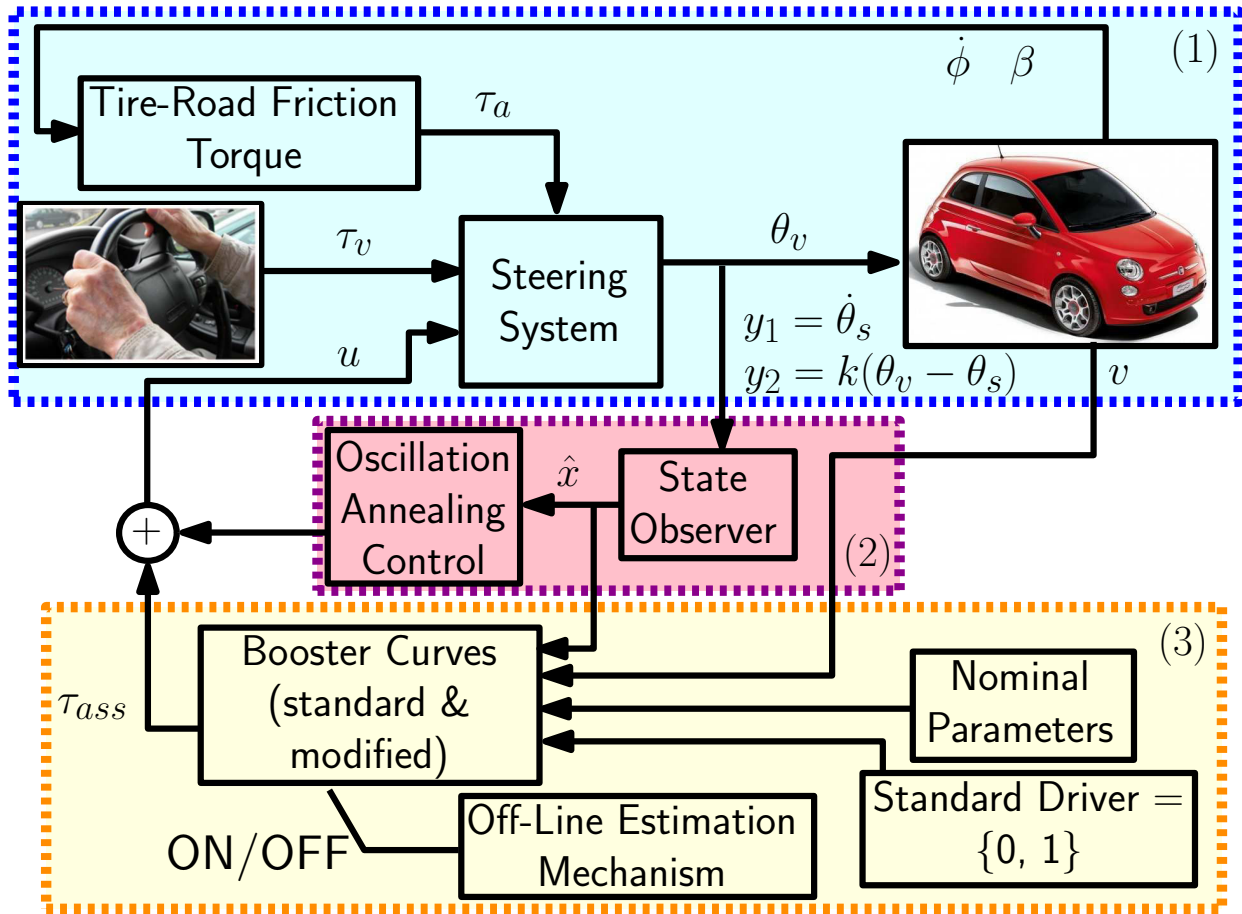 (1)
ϕ̇ β
Tire-Road Friction
Torque
τ_a
τ_v
Steering
System
θ_v
y_1 = θ̇_s
y_2 = k(θ_v − θ_s)
u
v
Oscillation
Annealing
Control
x̂
State
Observer
(2)
+
(3)
Booster Curves
(standard &
modified)
τ_{ass}
Nominal
Parameters
Standard Driver =
{0, 1}
Off-Line Estimation
Mechanism
ON/OFF